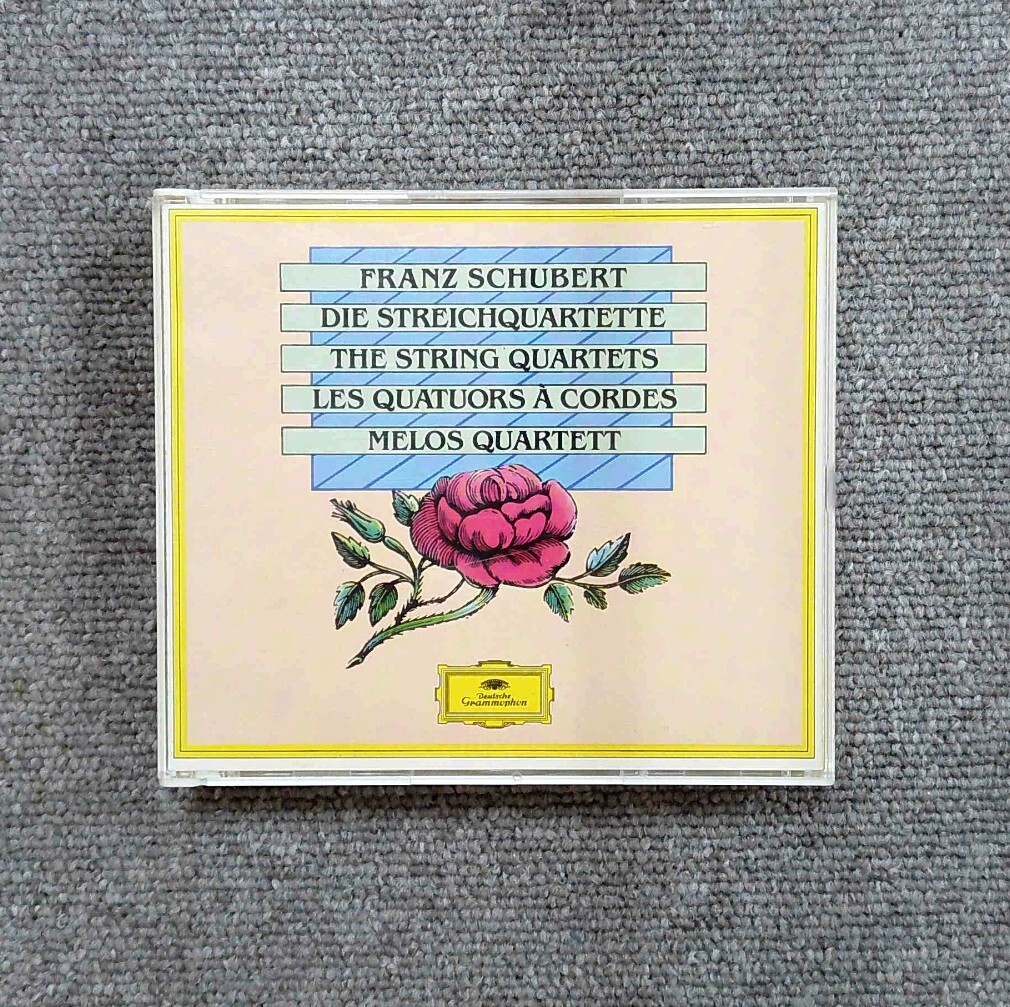 FRANZ SCHUBERT
DIE STREICHQUARTETTE
THE STRING QUARTETS
LES QUATUORS À CORDES
MELOS QUARTETT
Deutsche
Grammophon